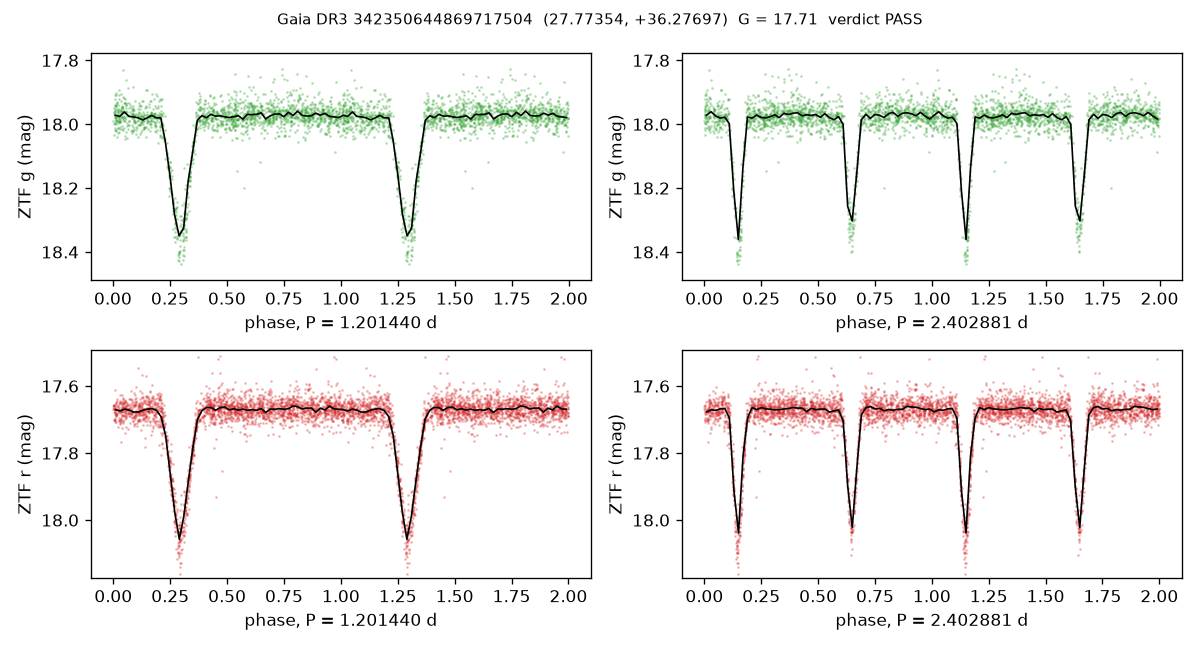 Gaia DR3 342350644869717504 (27.77354, +36.27697) G = 17.71 verdict PASS
17.8
18.0
18.2
18.4
ZTF g (mag)
0.00 0.25 0.50 0.75 1.00 1.25 1.50 1.75 2.00
phase, P = 1.201440 d
17.8
18.0
18.2
18.4
ZTF g (mag)
0.00 0.25 0.50 0.75 1.00 1.25 1.50 1.75 2.00
phase, P = 2.402881 d
17.6
17.8
18.0
ZTF r (mag)
0.00 0.25 0.50 0.75 1.00 1.25 1.50 1.75 2.00
phase, P = 1.201440 d
17.6
17.8
18.0
ZTF r (mag)
0.00 0.25 0.50 0.75 1.00 1.25 1.50 1.75 2.00
phase, P = 2.402881 d